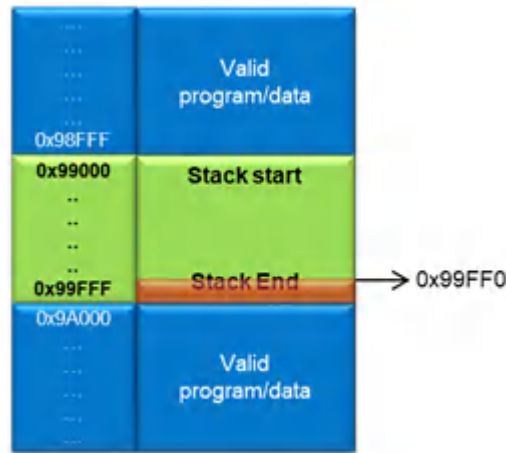 ....
...
...
...
...
0x98FFF
Valid
program/data
0x99000
..
..
..
..
0x99FFF
Stack start
Stack End
0x99FF0
0x9A000
...
...
...
...
...
Valid
program/data